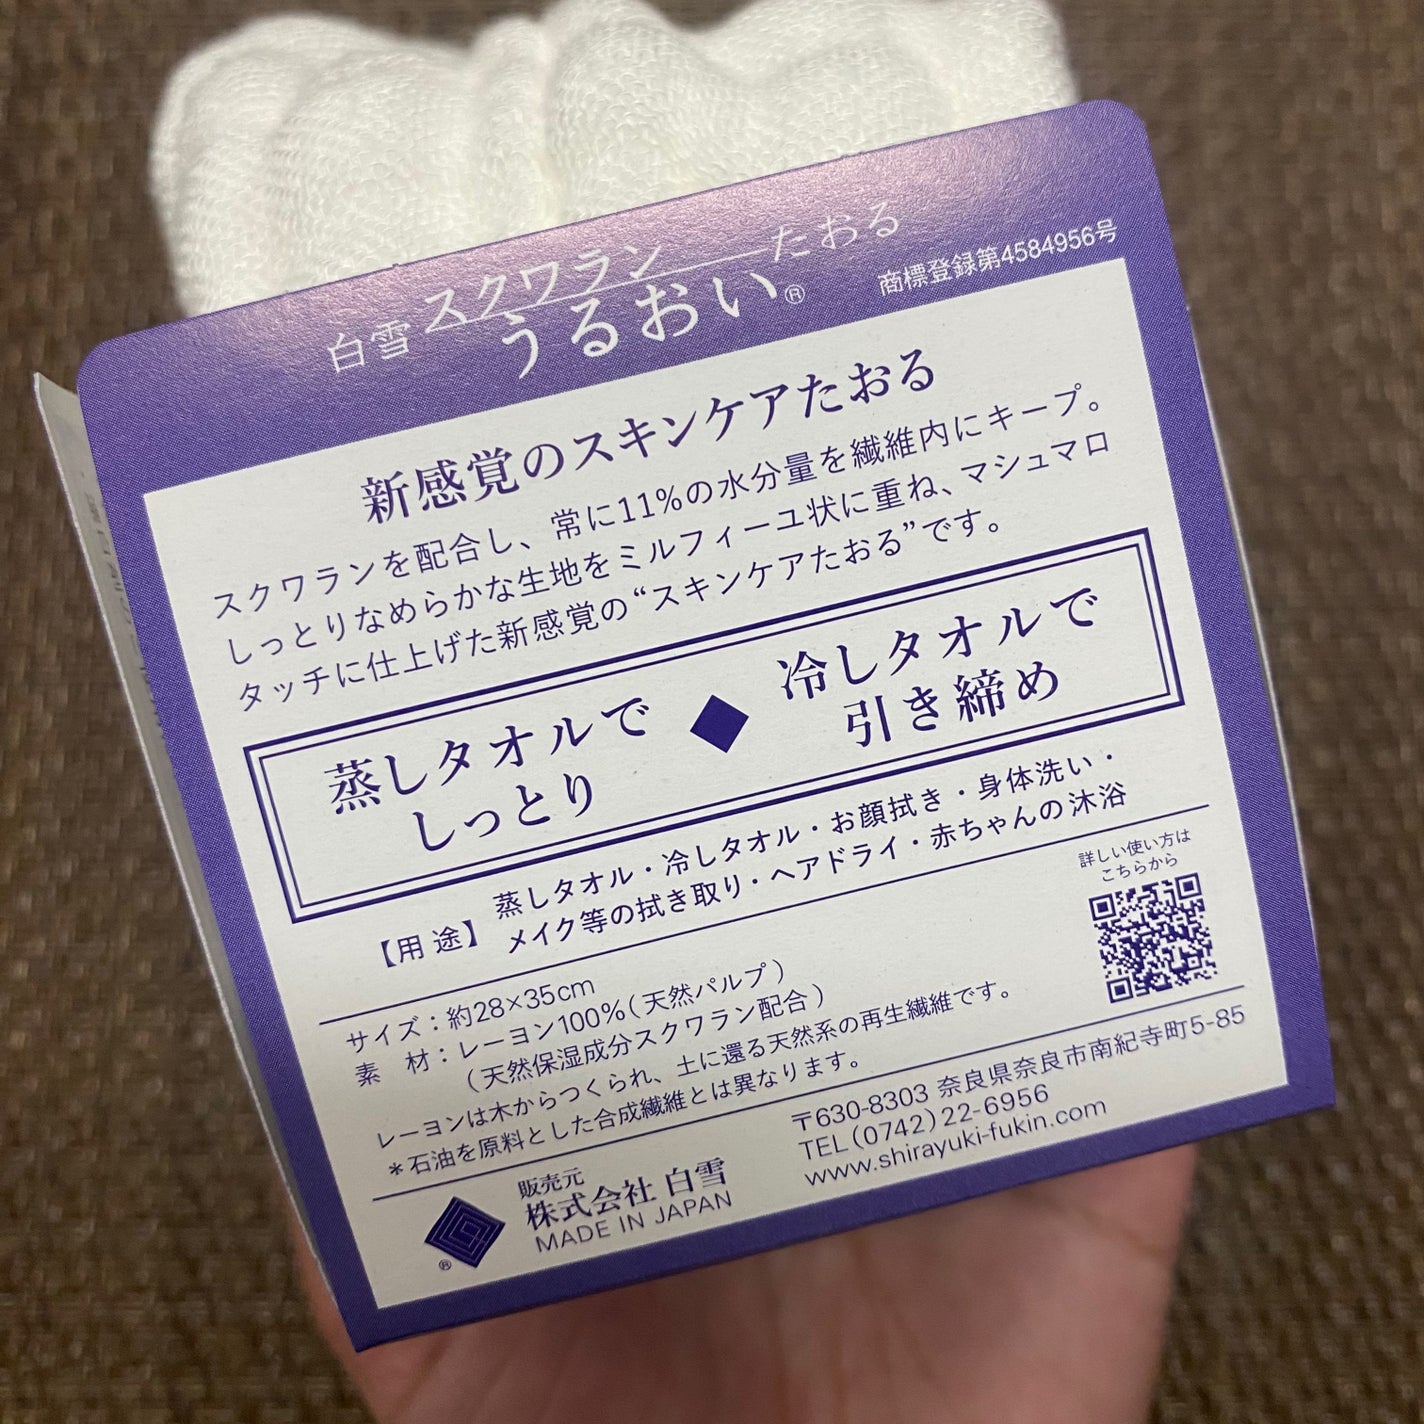 白雪 スクワラン うるおい® たおる
商標登録第4584956号
新感覚のスキンケアたおる
スクワランを配合し、常に11%の水分量を繊維内にキープ。
しっとりなめらかな生地をミルフィーユ状に重ね、マシュマロ
タッチに仕上げた新感覚の“スキンケアたおる”です。
蒸しタオルで
しっとり
冷しタオルで
引き締め
【用 途】 蒸しタオル・冷しタオル・お顔拭き・身体洗い・
メイク等の拭き取り・ヘアドライ・赤ちゃんの沐浴
詳しい使い方は
こちらから
サイズ：約28×35cm
素　材：レーヨン100%(天然パルプ)
(天然保湿成分スクワラン配合)
レーヨンは木からつくられ、土に還る天然系の再生繊維です。
＊石油を原料とした合成繊維とは異なります。
®
販売元
株式会社 白雪
MADE IN JAPAN
〒630-8303 奈良県奈良市南紀寺町5-85
TEL(0742)22-6956
www.shirayuki-fukin.com